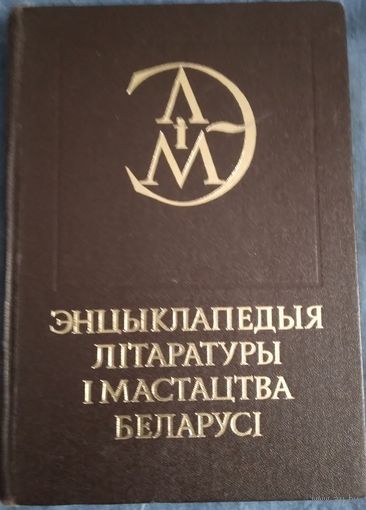 Э
Л
і
М
ЭНЦЫКЛАПЕДЫЯ
ЛІТАРАТУРЫ
І МАСТАЦТВА
БЕЛАРУСІ